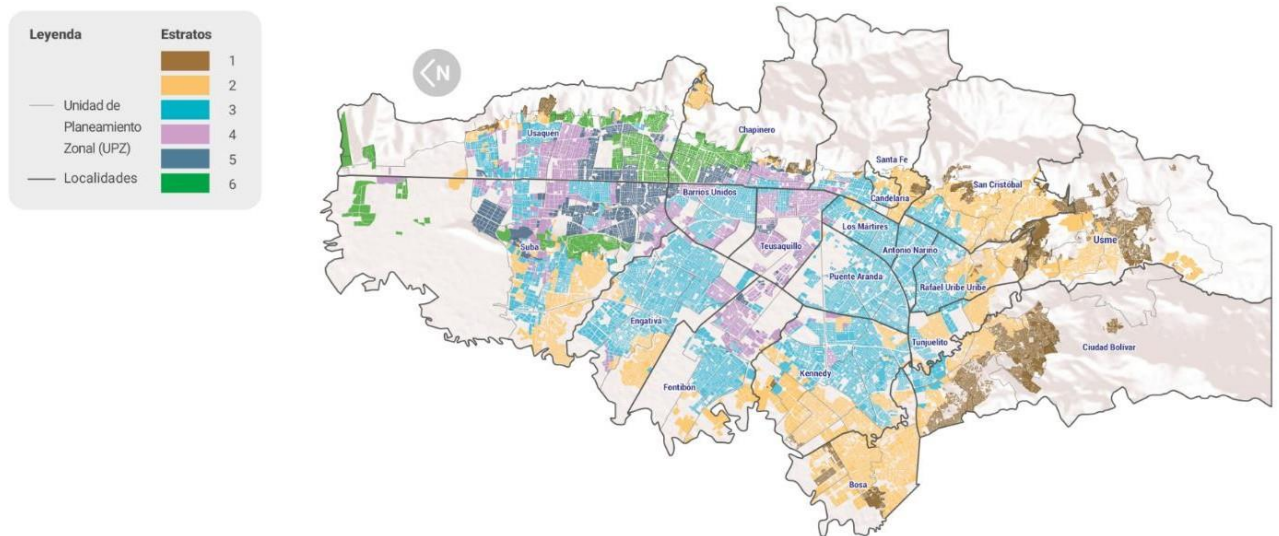 Leyenda
Estratos
1
2
3
4
5
6
Unidad de
Planeamiento
Zonal (UPZ)
Localidades
N
Usaquén
Chapinero
Santa Fe
San Cristóbal
Candelaria
Barrios Unidos
Los Mártires
Usme
Antonio Nariño
Teusaquillo
Suba
Puente Aranda
Rafael Uribe Uribe
Engativá
Tunjuelito
Ciudad Bolívar
Kennedy
Fontibón
Bosa